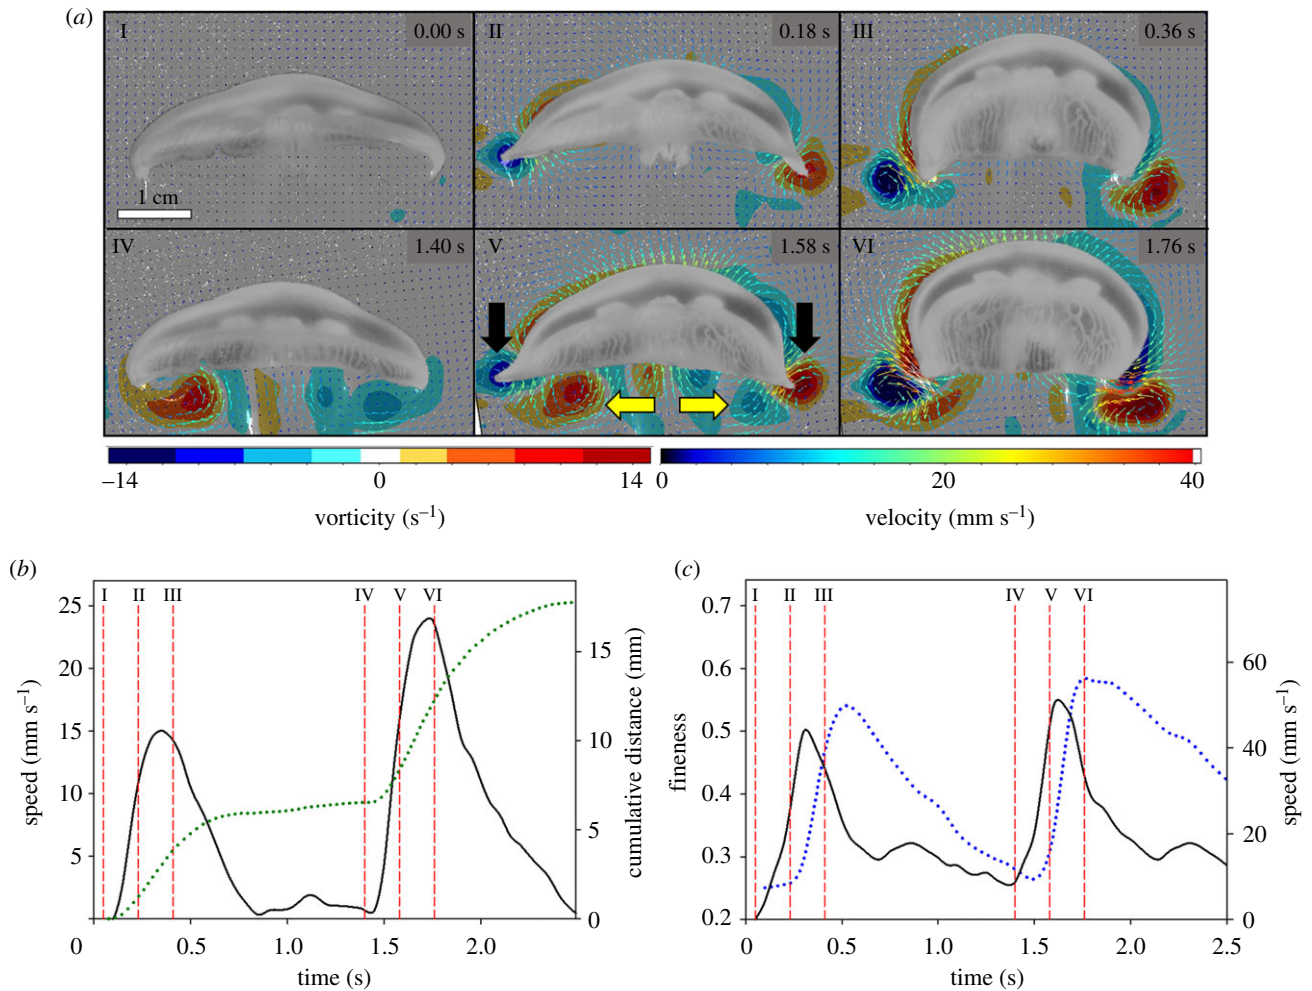 (a)
I 0.00 s
II 0.18 s
III 0.36 s
1 cm
IV 1.40 s
V 1.58 s
VI 1.76 s
–14 0 14
vorticity (s–1)
0 20 40
velocity (mm s–1)
(b)
speed (mm s–1)
25
20
15
10
5
I II III IV V VI
15
10
5
0
cumulative distance (mm)
0 0.5 1.0 1.5 2.0
time (s)
(c)
fineness
0.7
0.6
0.5
0.4
0.3
0.2
I II III IV V VI
60
40
20
0
speed (mm s–1)
0 0.5 1.0 1.5 2.0 2.5
time (s)